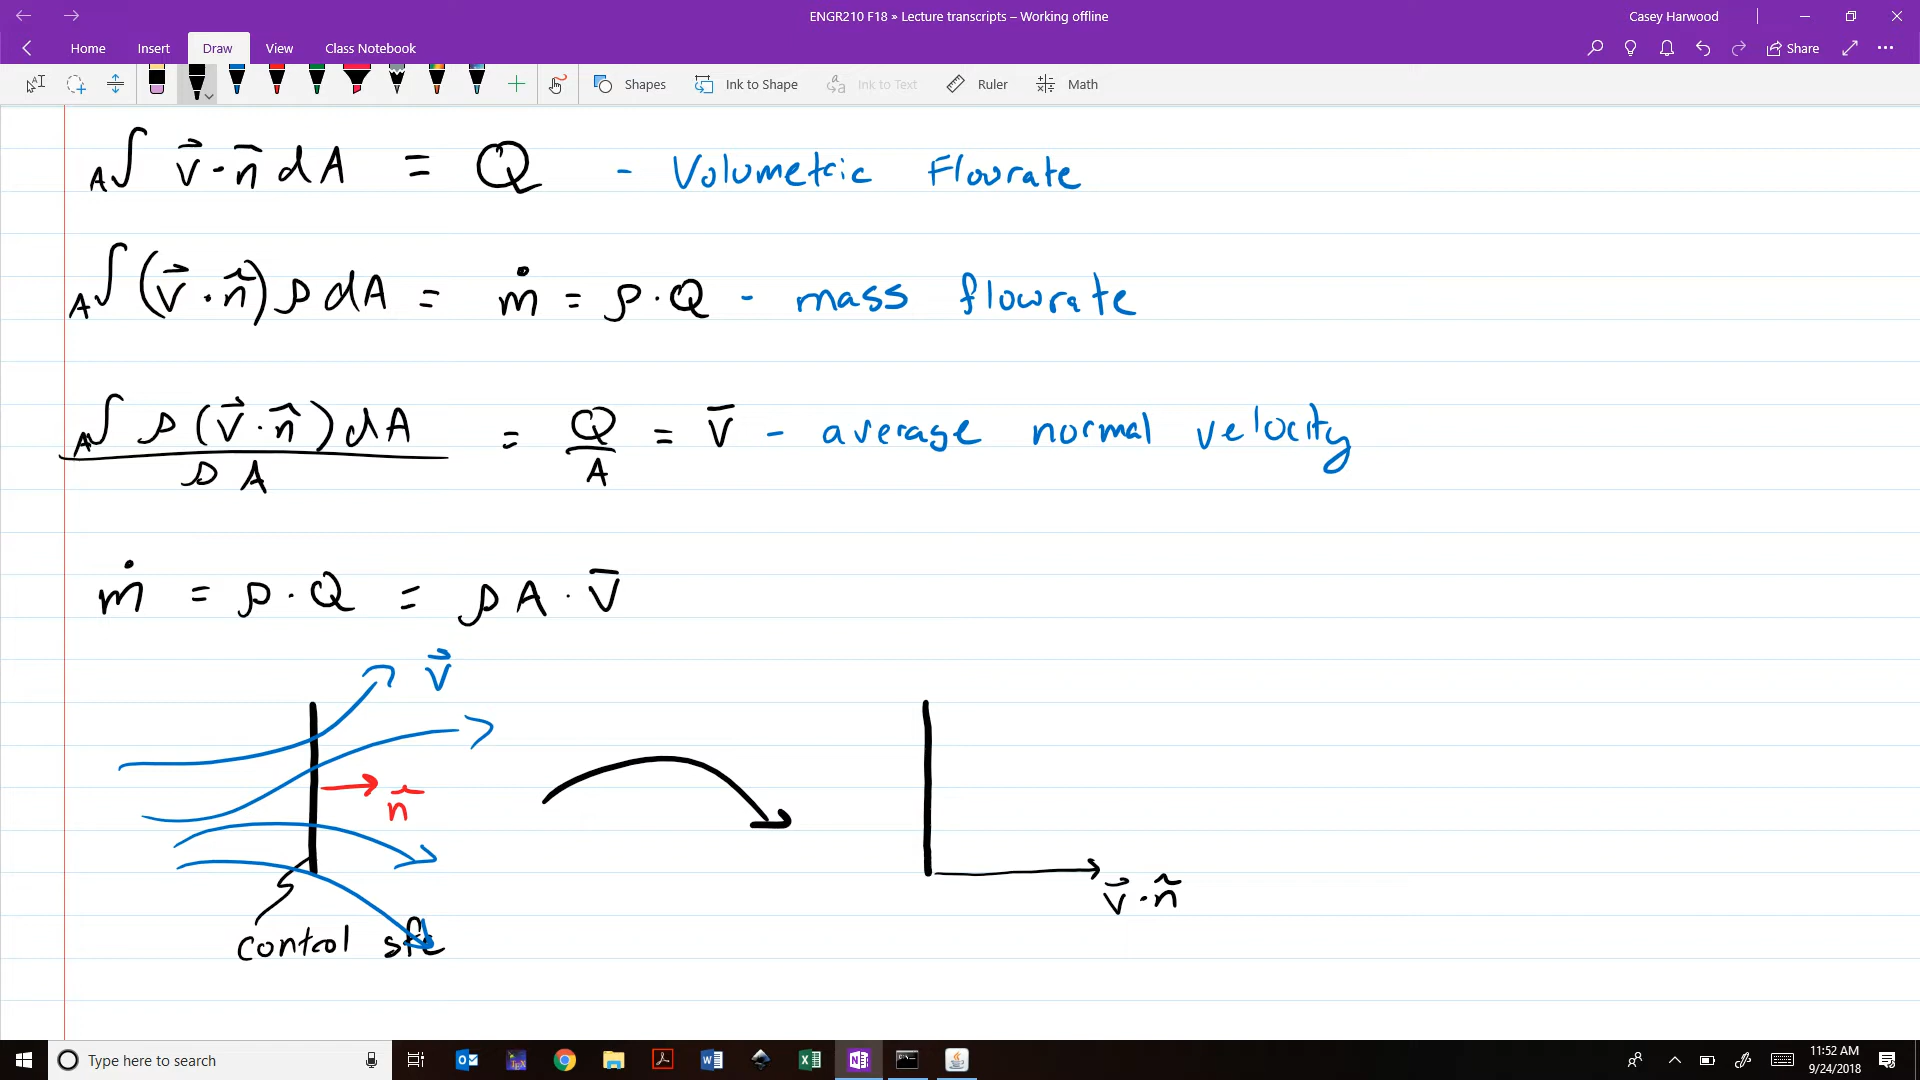 ENGR210 F18 » Lecture transcripts – Working offline
Casey Harwood
Home Insert Draw View Class Notebook
Share
Shapes Ink to Shape Ink to Text Ruler Math
A∫ v⃗·n̄ dA = Q - Volumetric Flowrate
A∫ (v⃗·n̂) ρ dA = ṁ = ρ·Q - mass flowrate
A∫ ρ (v⃗·n̂) dA / ρ A = Q / A = v̄ - average normal velocity
ṁ = ρ·Q = ρ A · v̄
v⃗
n̂
v⃗·n̂
control sfc
Type here to search
11:52 AM
9/24/2018